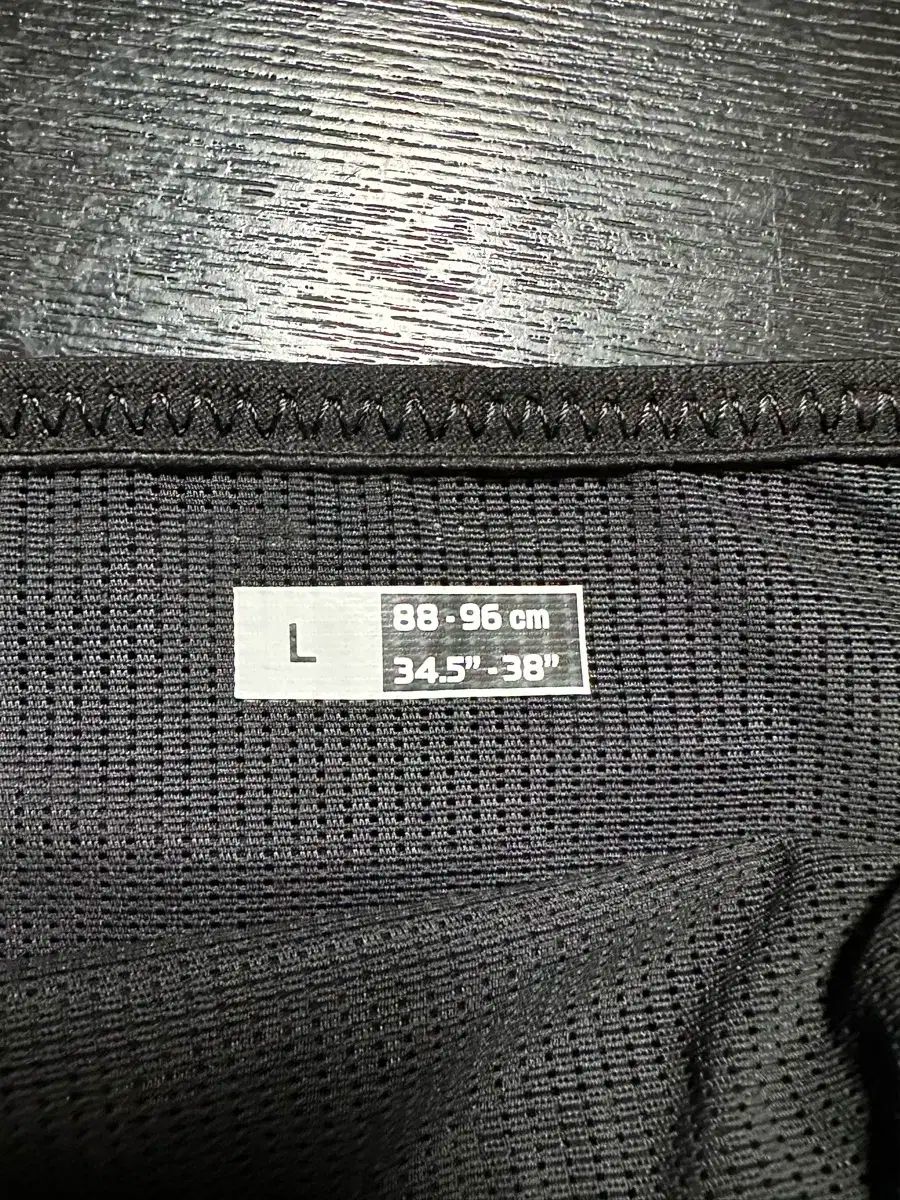 L
88 - 96 cm
34.5” - 38”